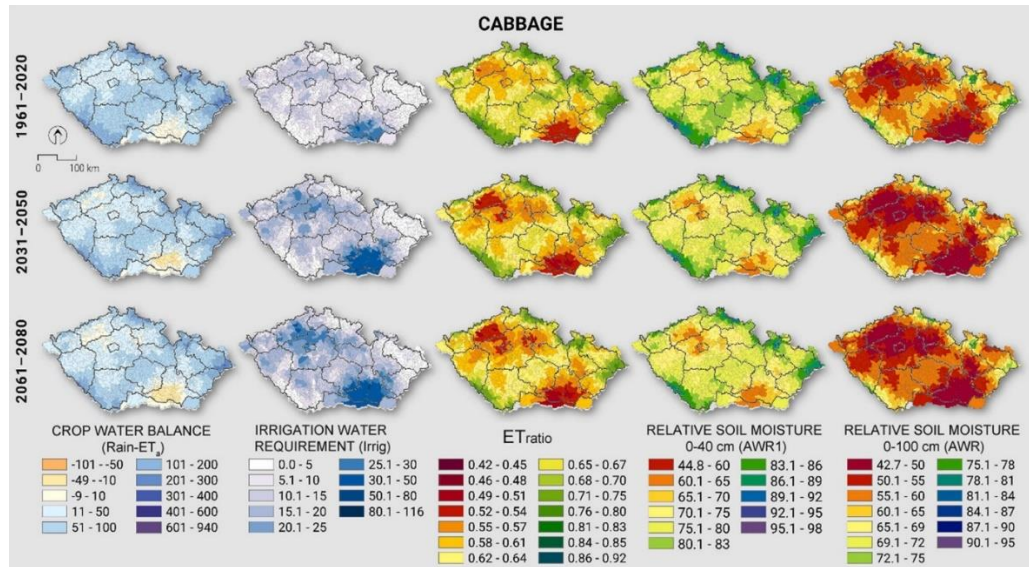 CABBAGE
1961–2020
2031–2050
2061–2080
0 100 km
CROP WATER BALANCE
(Rain-ETa)
-101 - -50
-49 - -10
-9 - 10
11 - 50
51 - 100
101 - 200
201 - 300
301 - 400
401 - 600
601 - 940
IRRIGATION WATER
REQUIREMENT (Irrig)
0.0 - 5
5.1 - 10
10.1 - 15
15.1 - 20
20.1 - 25
25.1 - 30
30.1 - 50
50.1 - 80
80.1 - 116
ETratio
0.42 - 0.45
0.46 - 0.48
0.49 - 0.51
0.52 - 0.54
0.55 - 0.57
0.58 - 0.61
0.62 - 0.64
0.65 - 0.67
0.68 - 0.70
0.71 - 0.75
0.76 - 0.80
0.81 - 0.83
0.84 - 0.85
0.86 - 0.92
RELATIVE SOIL MOISTURE
0-40 cm (AWR1)
44.8 - 60
60.1 - 65
65.1 - 70
70.1 - 75
75.1 - 80
80.1 - 83
83.1 - 86
86.1 - 89
89.1 - 92
92.1 - 95
95.1 - 98
RELATIVE SOIL MOISTURE
0-100 cm (AWR)
42.7 - 50
50.1 - 55
55.1 - 60
60.1 - 65
65.1 - 69
69.1 - 72
72.1 - 75
75.1 - 78
78.1 - 81
81.1 - 84
84.1 - 87
87.1 - 90
90.1 - 95